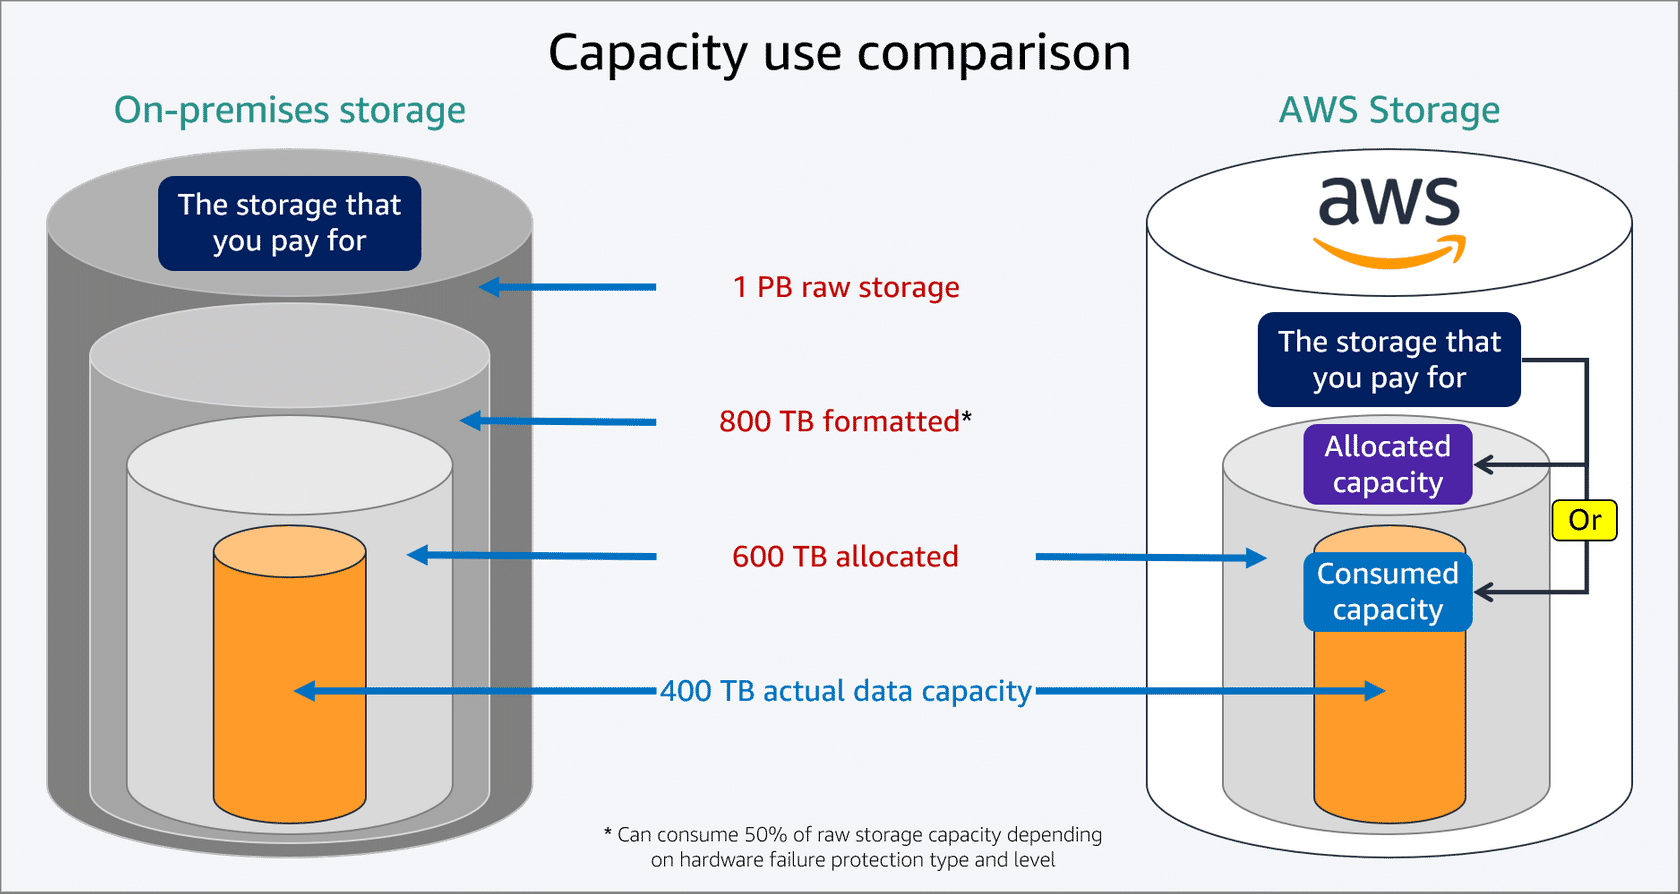 Capacity use comparison
On-premises storage
AWS Storage
The storage that
you pay for
aws
1 PB raw storage
The storage that
you pay for
800 TB formatted*
Allocated
capacity
Or
600 TB allocated
Consumed
capacity
400 TB actual data capacity
* Can consume 50% of raw storage capacity depending
on hardware failure protection type and level